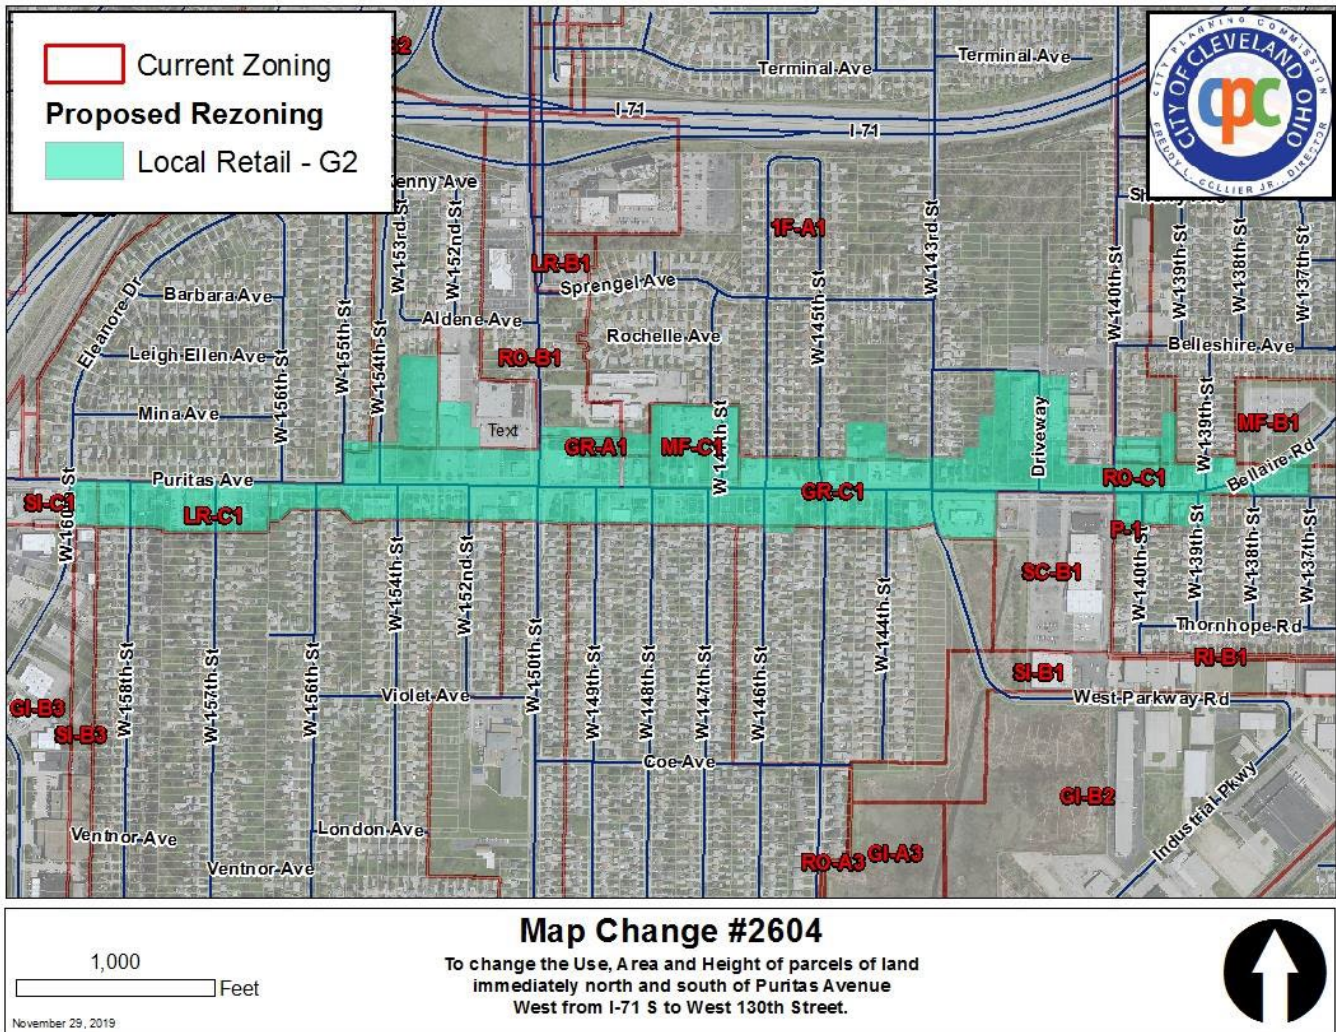 Current Zoning
Proposed Rezoning
Local Retail - G2
CITY PLANNING COMMISSION
CITY OF CLEVELAND OHIO
cpc
FREDDY L. COLLIER JR., DIRECTOR
Terminal Ave
Terminal Ave
I-71
I-71
W 153rd St
W 152nd St
LR-B1
1F-A1
W 143rd St
W 140th St
W 139th St
W 138th St
W 137th St
Eleanore Dr
Barbara Ave
W 155th St
W 154th St
Sprengel Ave
W 145th St
Aldene Ave
Rochelle Ave
Belleshire Ave
Leigh Ellen Ave
RO-B1
Mina Ave
W 156th St
Text
GR-A1
MF-C1
Driveway
W 139th St
MF-B1
Bellaire Rd
Puritas Ave
SI-C1
LR-C1
GR-C1
RO-C1
P-1
W 160th St
W 154th St
W 152nd St
W 144th St
SC-B1
W 140th St
W 139th St
W 138th St
W 137th St
Thornhope Rd
W 158th St
W 157th St
W 156th St
W 150th St
W 149th St
W 148th St
W 147th St
W 146th St
RI-B1
SI-B1
Violet Ave
West Parkway Rd
GI-B3
SI-B3
Coe Ave
GI-B2
Industrial Pkwy
Ventnor Ave
London Ave
Ventnor Ave
RO-A3
GI-A3
Map Change #2604
To change the Use, Area and Height of parcels of land
immediately north and south of Puritas Avenue
West from I-71 S to West 130th Street.
1,000
Feet
November 29, 2019